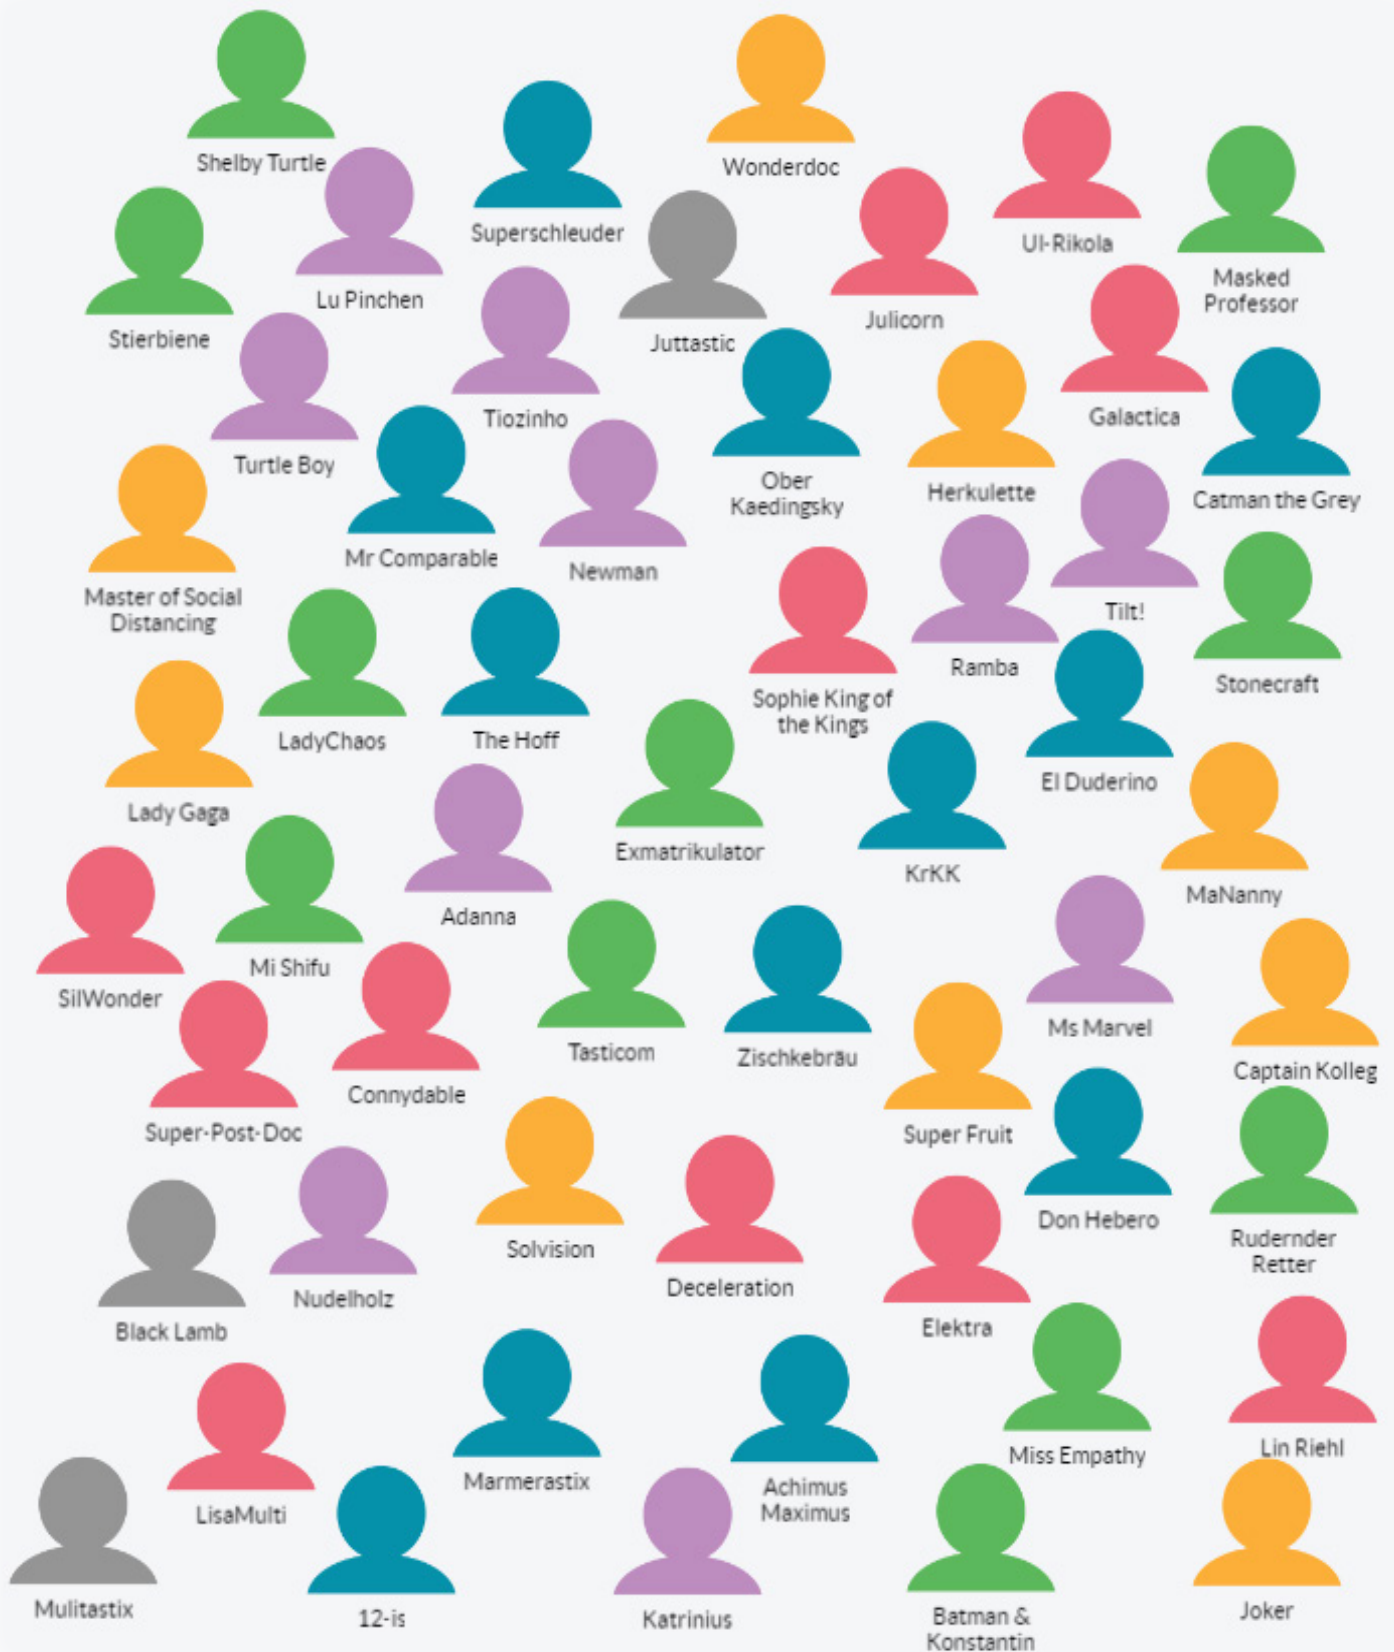 Shelby Turtle
Wonderdoc
Superschleuder
Ul-Rikola
Masked
Professor
Lu Pinchen
Stierbiene
Juttastic
Julicorn
Galactica
Tiozinho
Turtle Boy
Ober
Kaedingsky
Herkulette
Catman the Grey
Mr Comparable
Newman
Master of Social
Distancing
Tilt!
Ramba
Stonecraft
Sophie King of
the Kings
LadyChaos
The Hoff
El Duderino
Lady Gaga
Exmatrikulator
KrKK
MaNanny
Adanna
Mi Shifu
SilWonder
Tasticom
Zischkebräu
Ms Marvel
Captain Kolleg
Connydable
Super-Post-Doc
Super Fruit
Don Hebero
Rudernder
Retter
Solvision
Deceleration
Nudelholz
Black Lamb
Elektra
Miss Empathy
Lin Riehl
Marmerastix
Achimus
Maximus
LisaMulti
Mulitastix
12-is
Katrinius
Batman &
Konstantin
Joker